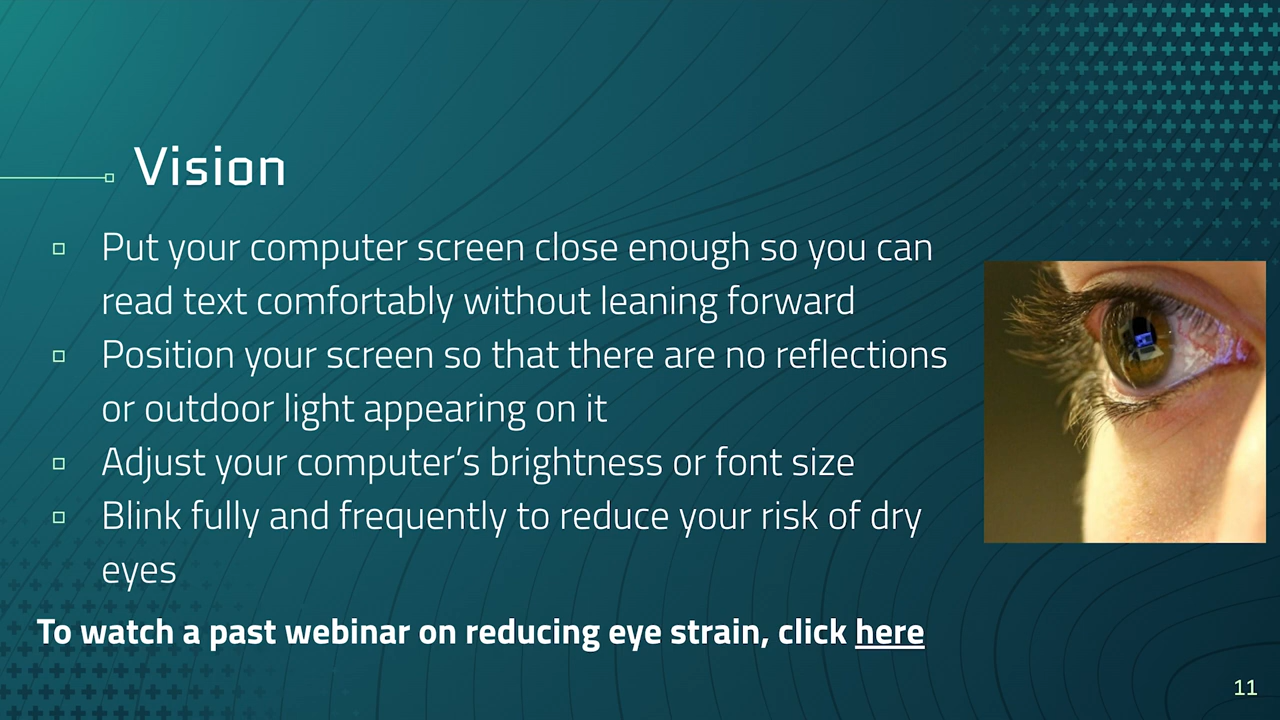 Vision
Put your computer screen close enough so you can
read text comfortably without leaning forward
Position your screen so that there are no reflections
or outdoor light appearing on it
Adjust your computer’s brightness or font size
Blink fully and frequently to reduce your risk of dry
eyes
To watch a past webinar on reducing eye strain, click here
11